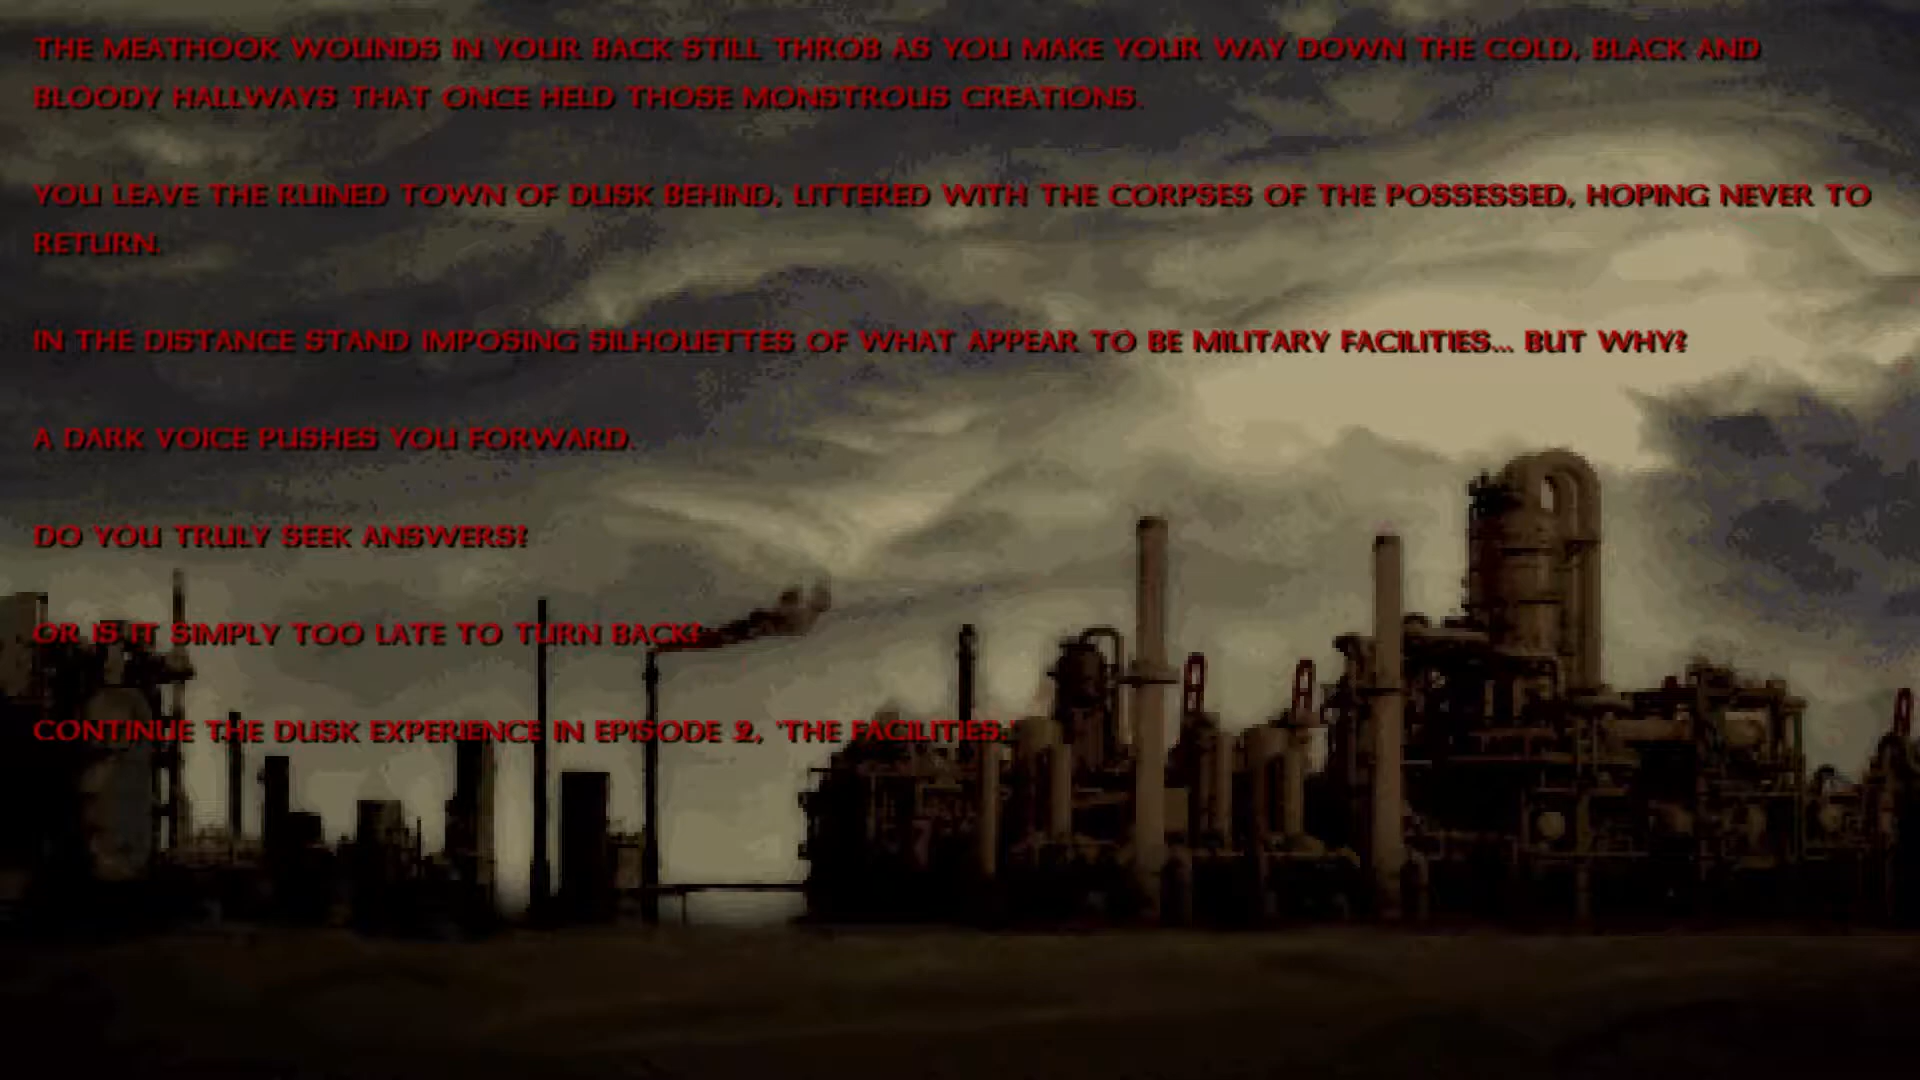 THE MEATHOOK WOUNDS IN YOUR BACK STILL THROB AS YOU MAKE YOUR WAY DOWN THE COLD, BLACK AND
BLOODY HALLWAYS THAT ONCE HELD THOSE MONSTROUS CREATIONS.
YOU LEAVE THE RUINED TOWN OF DUSK BEHIND, LITTERED WITH THE CORPSES OF THE POSSESSED, HOPING NEVER TO
RETURN.
IN THE DISTANCE STAND IMPOSING SILHOUETTES OF WHAT APPEAR TO BE MILITARY FACILITIES... BUT WHY?
A DARK VOICE PUSHES YOU FORWARD.
DO YOU TRULY SEEK ANSWERS?
OR IS IT SIMPLY TOO LATE TO TURN BACK?
CONTINUE THE DUSK EXPERIENCE IN EPISODE 2, 'THE FACILITIES.'